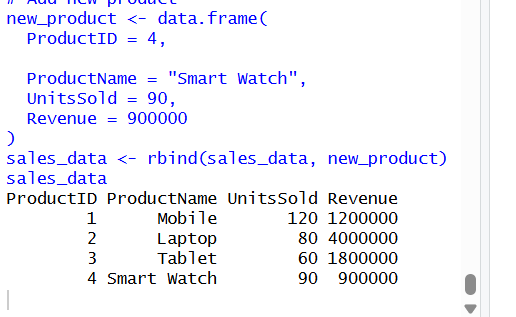 # Add new product
new_product <- data.frame(
ProductID = 4,
ProductName = "Smart Watch",
UnitsSold = 90,
Revenue = 900000
)
sales_data <- rbind(sales_data, new_product)
sales_data
ProductID ProductName UnitsSold Revenue
1 Mobile 120 1200000
2 Laptop 80 4000000
3 Tablet 60 1800000
4 Smart Watch 90 900000